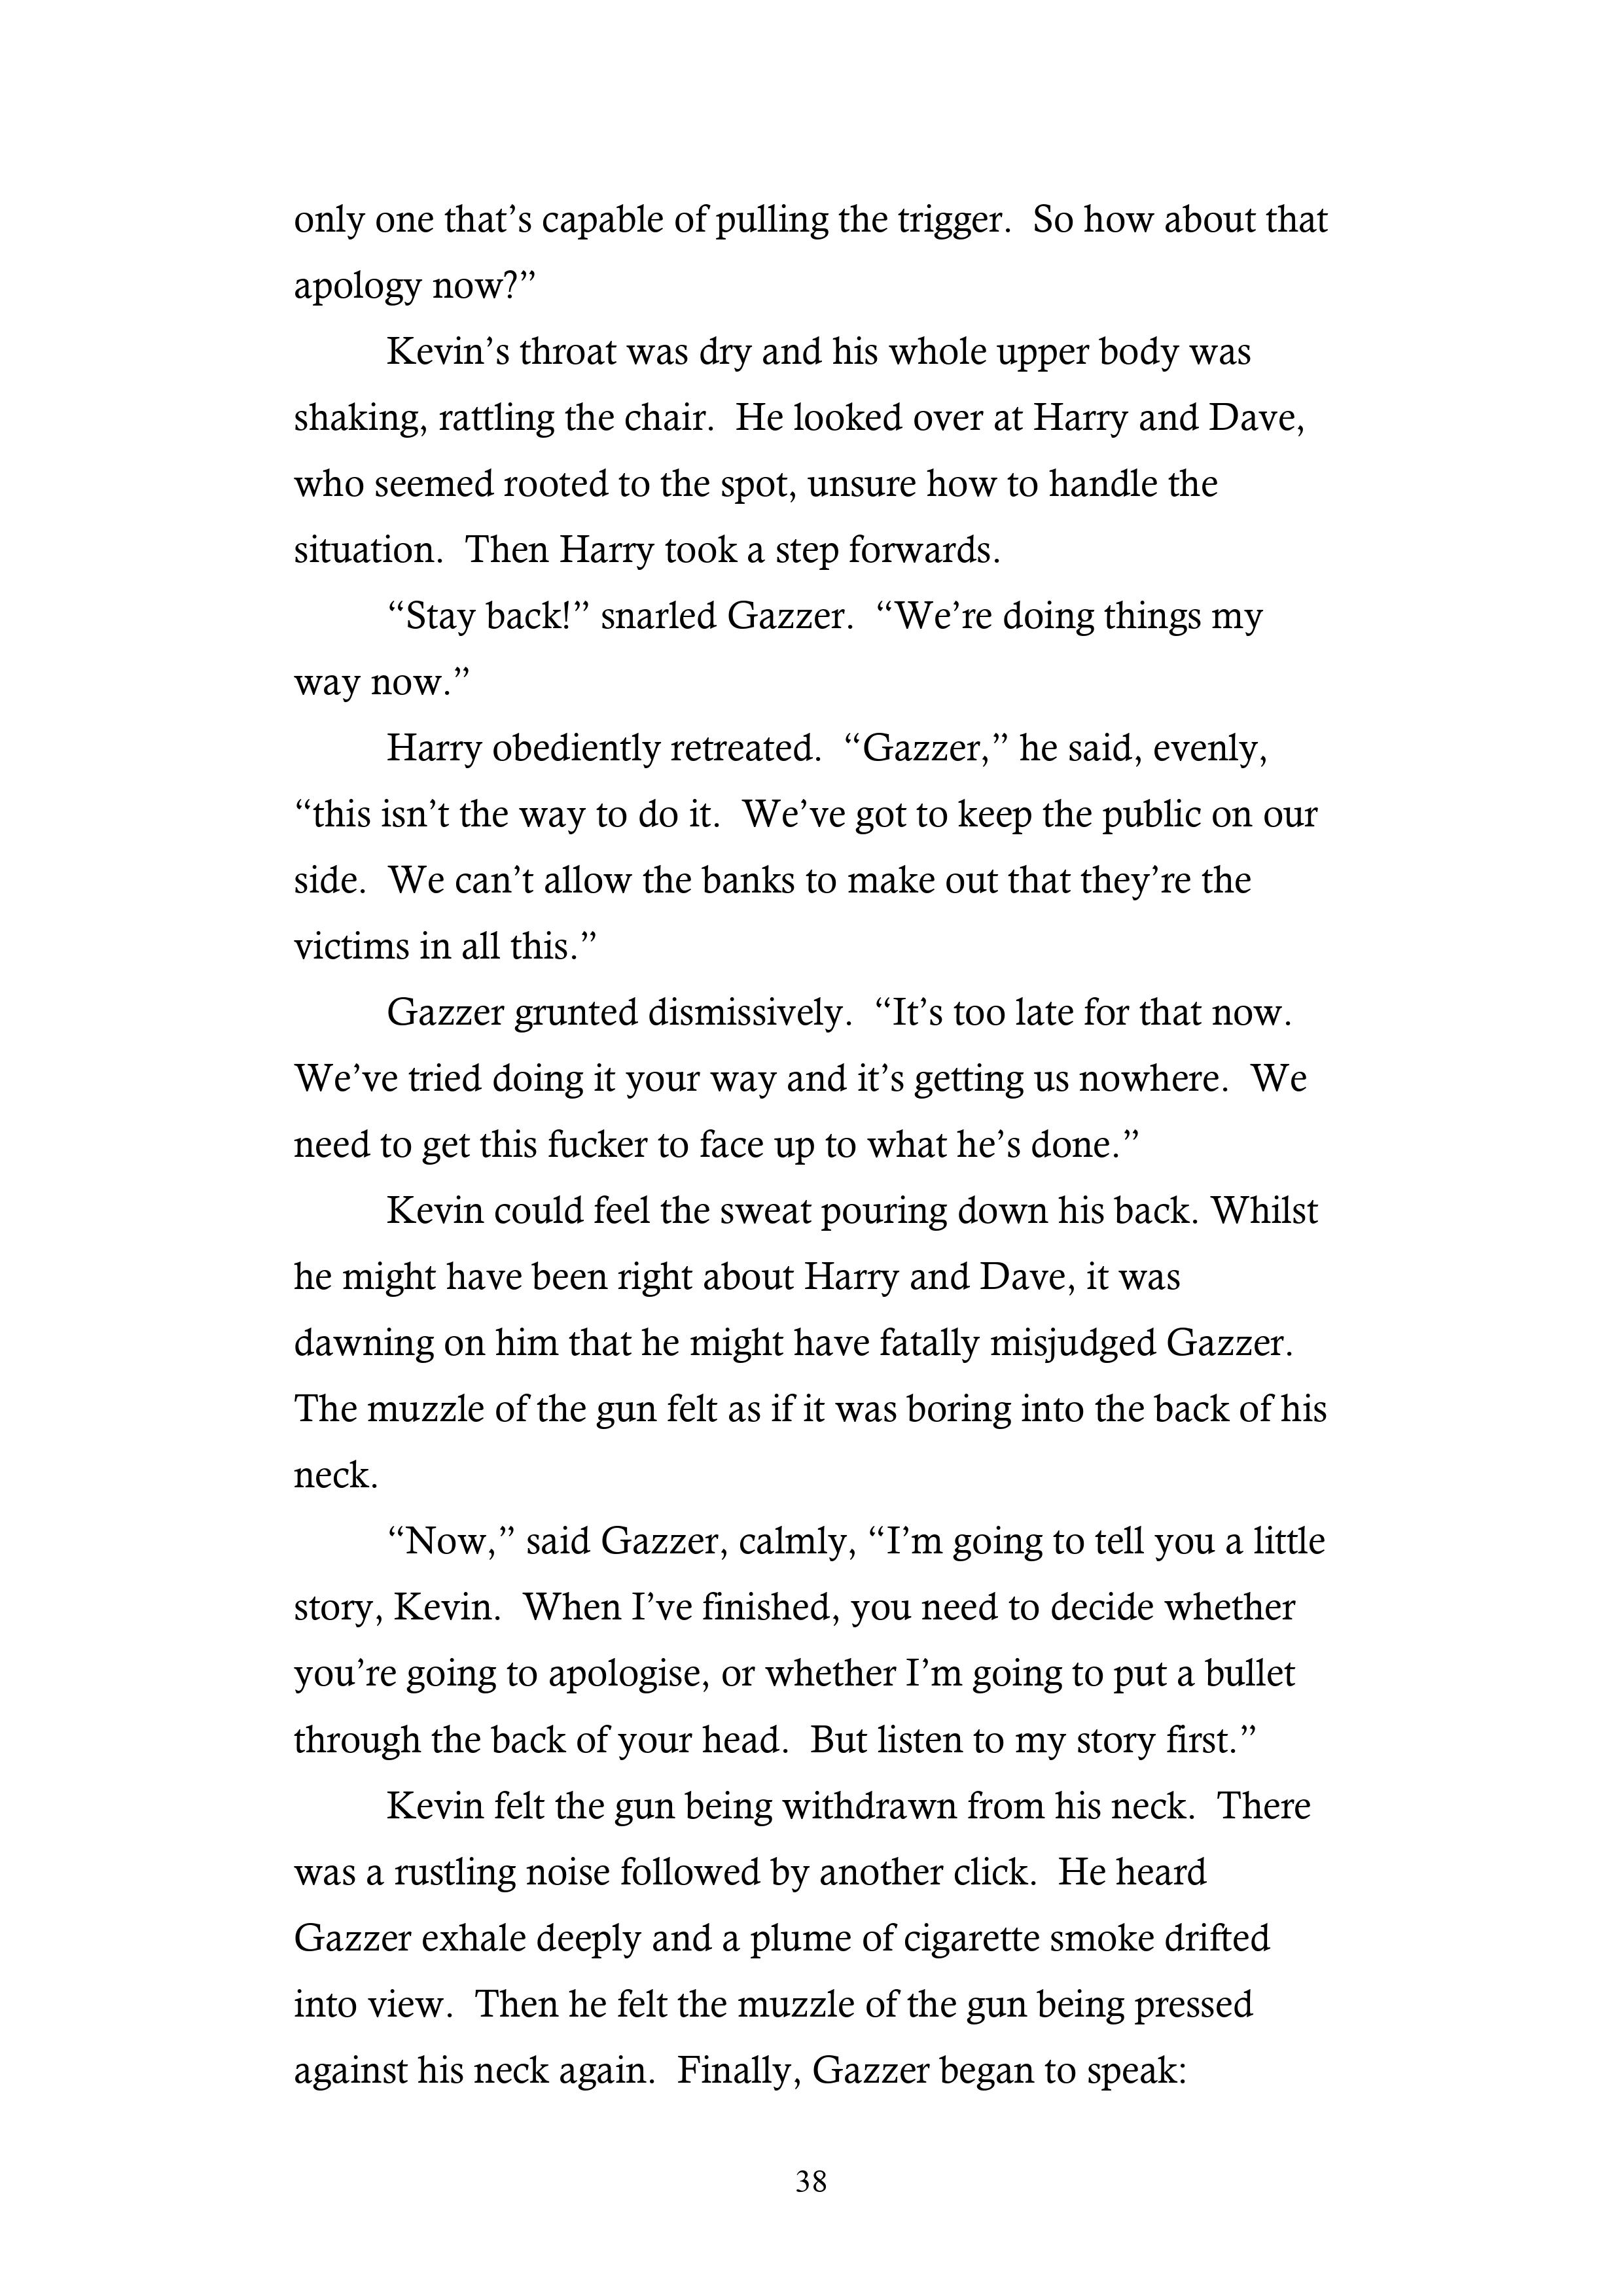 only one that’s capable of pulling the trigger.  So how about that
apology now?”
Kevin’s throat was dry and his whole upper body was
shaking, rattling the chair.  He looked over at Harry and Dave,
who seemed rooted to the spot, unsure how to handle the
situation.  Then Harry took a step forwards.
“Stay back!” snarled Gazzer.  “We’re doing things my
way now.”
Harry obediently retreated.  “Gazzer,” he said, evenly,
“this isn’t the way to do it.  We’ve got to keep the public on our
side.  We can’t allow the banks to make out that they’re the
victims in all this.”
Gazzer grunted dismissively.  “It’s too late for that now.
We’ve tried doing it your way and it’s getting us nowhere.  We
need to get this fucker to face up to what he’s done.”
Kevin could feel the sweat pouring down his back. Whilst
he might have been right about Harry and Dave, it was
dawning on him that he might have fatally misjudged Gazzer.
The muzzle of the gun felt as if it was boring into the back of his
neck.
“Now,” said Gazzer, calmly, “I’m going to tell you a little
story, Kevin.  When I’ve finished, you need to decide whether
you’re going to apologise, or whether I’m going to put a bullet
through the back of your head.  But listen to my story first.”
Kevin felt the gun being withdrawn from his neck.  There
was a rustling noise followed by another click.  He heard
Gazzer exhale deeply and a plume of cigarette smoke drifted
into view.  Then he felt the muzzle of the gun being pressed
against his neck again.  Finally, Gazzer began to speak:
38